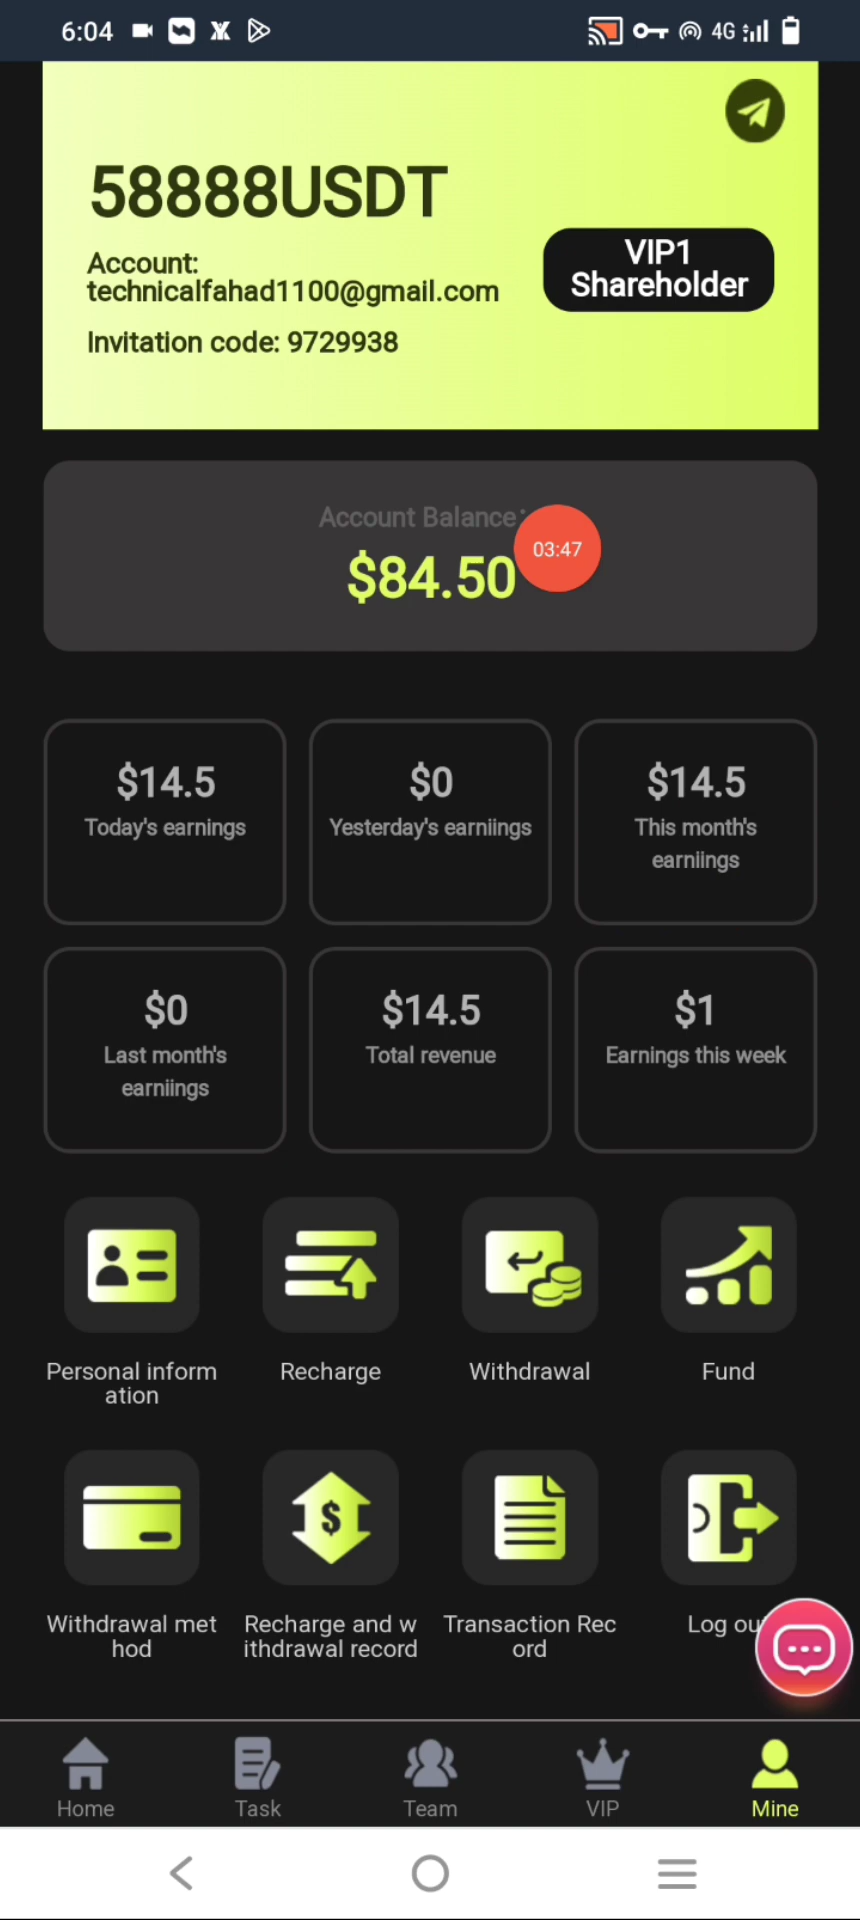 6:04
4G
58888USDT
Account:
technicalfahad1100@gmail.com
VIP1
Shareholder
Invitation code: 9729938
Account Balance:
$84.50
03:47
$14.5
Today's earnings
$0
Yesterday's earniings
$14.5
This month's
earniings
$0
Last month's
earniings
$14.5
Total revenue
$1
Earnings this week
Personal inform
ation
Recharge
Withdrawal
Fund
Withdrawal met
hod
Recharge and w
ithdrawal record
Transaction Rec
ord
Log out
Home
Task
Team
VIP
Mine